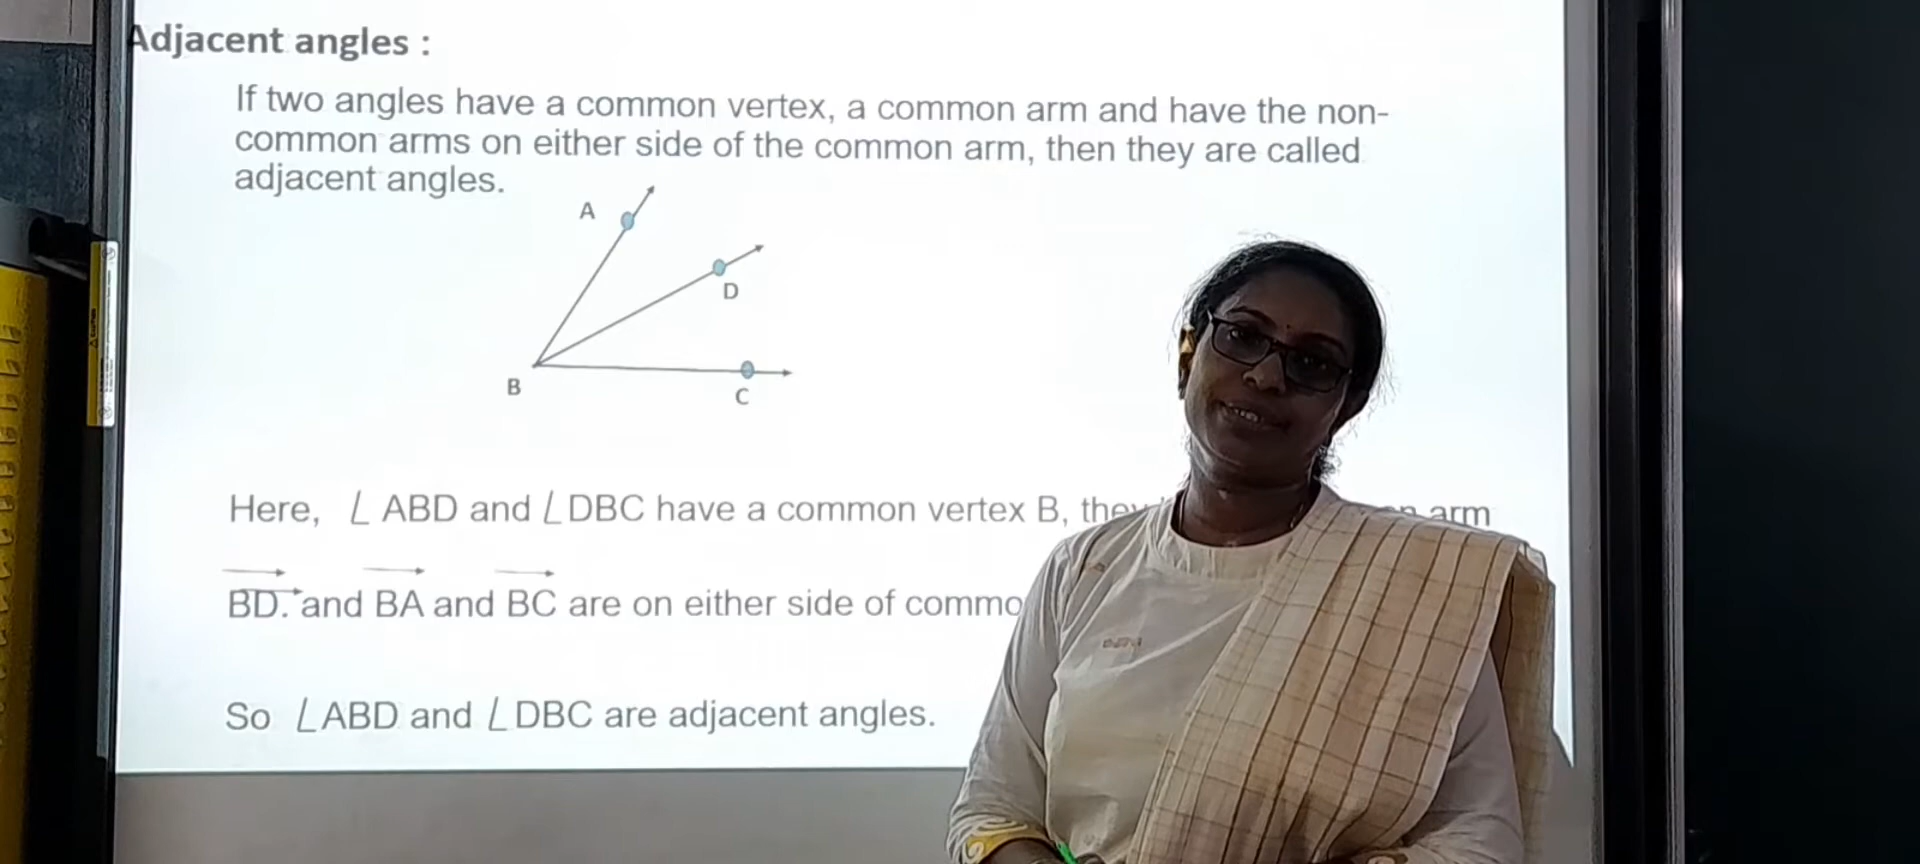 Adjacent angles :
If two angles have a common vertex, a common arm and have the non-
common arms on either side of the common arm, then they are called
adjacent angles.
A
D
B
C
Here, ∠ ABD and ∠DBC have a common vertex B, they arm
BD. and BA and BC are on either side of commo
So ∠ABD and ∠DBC are adjacent angles.